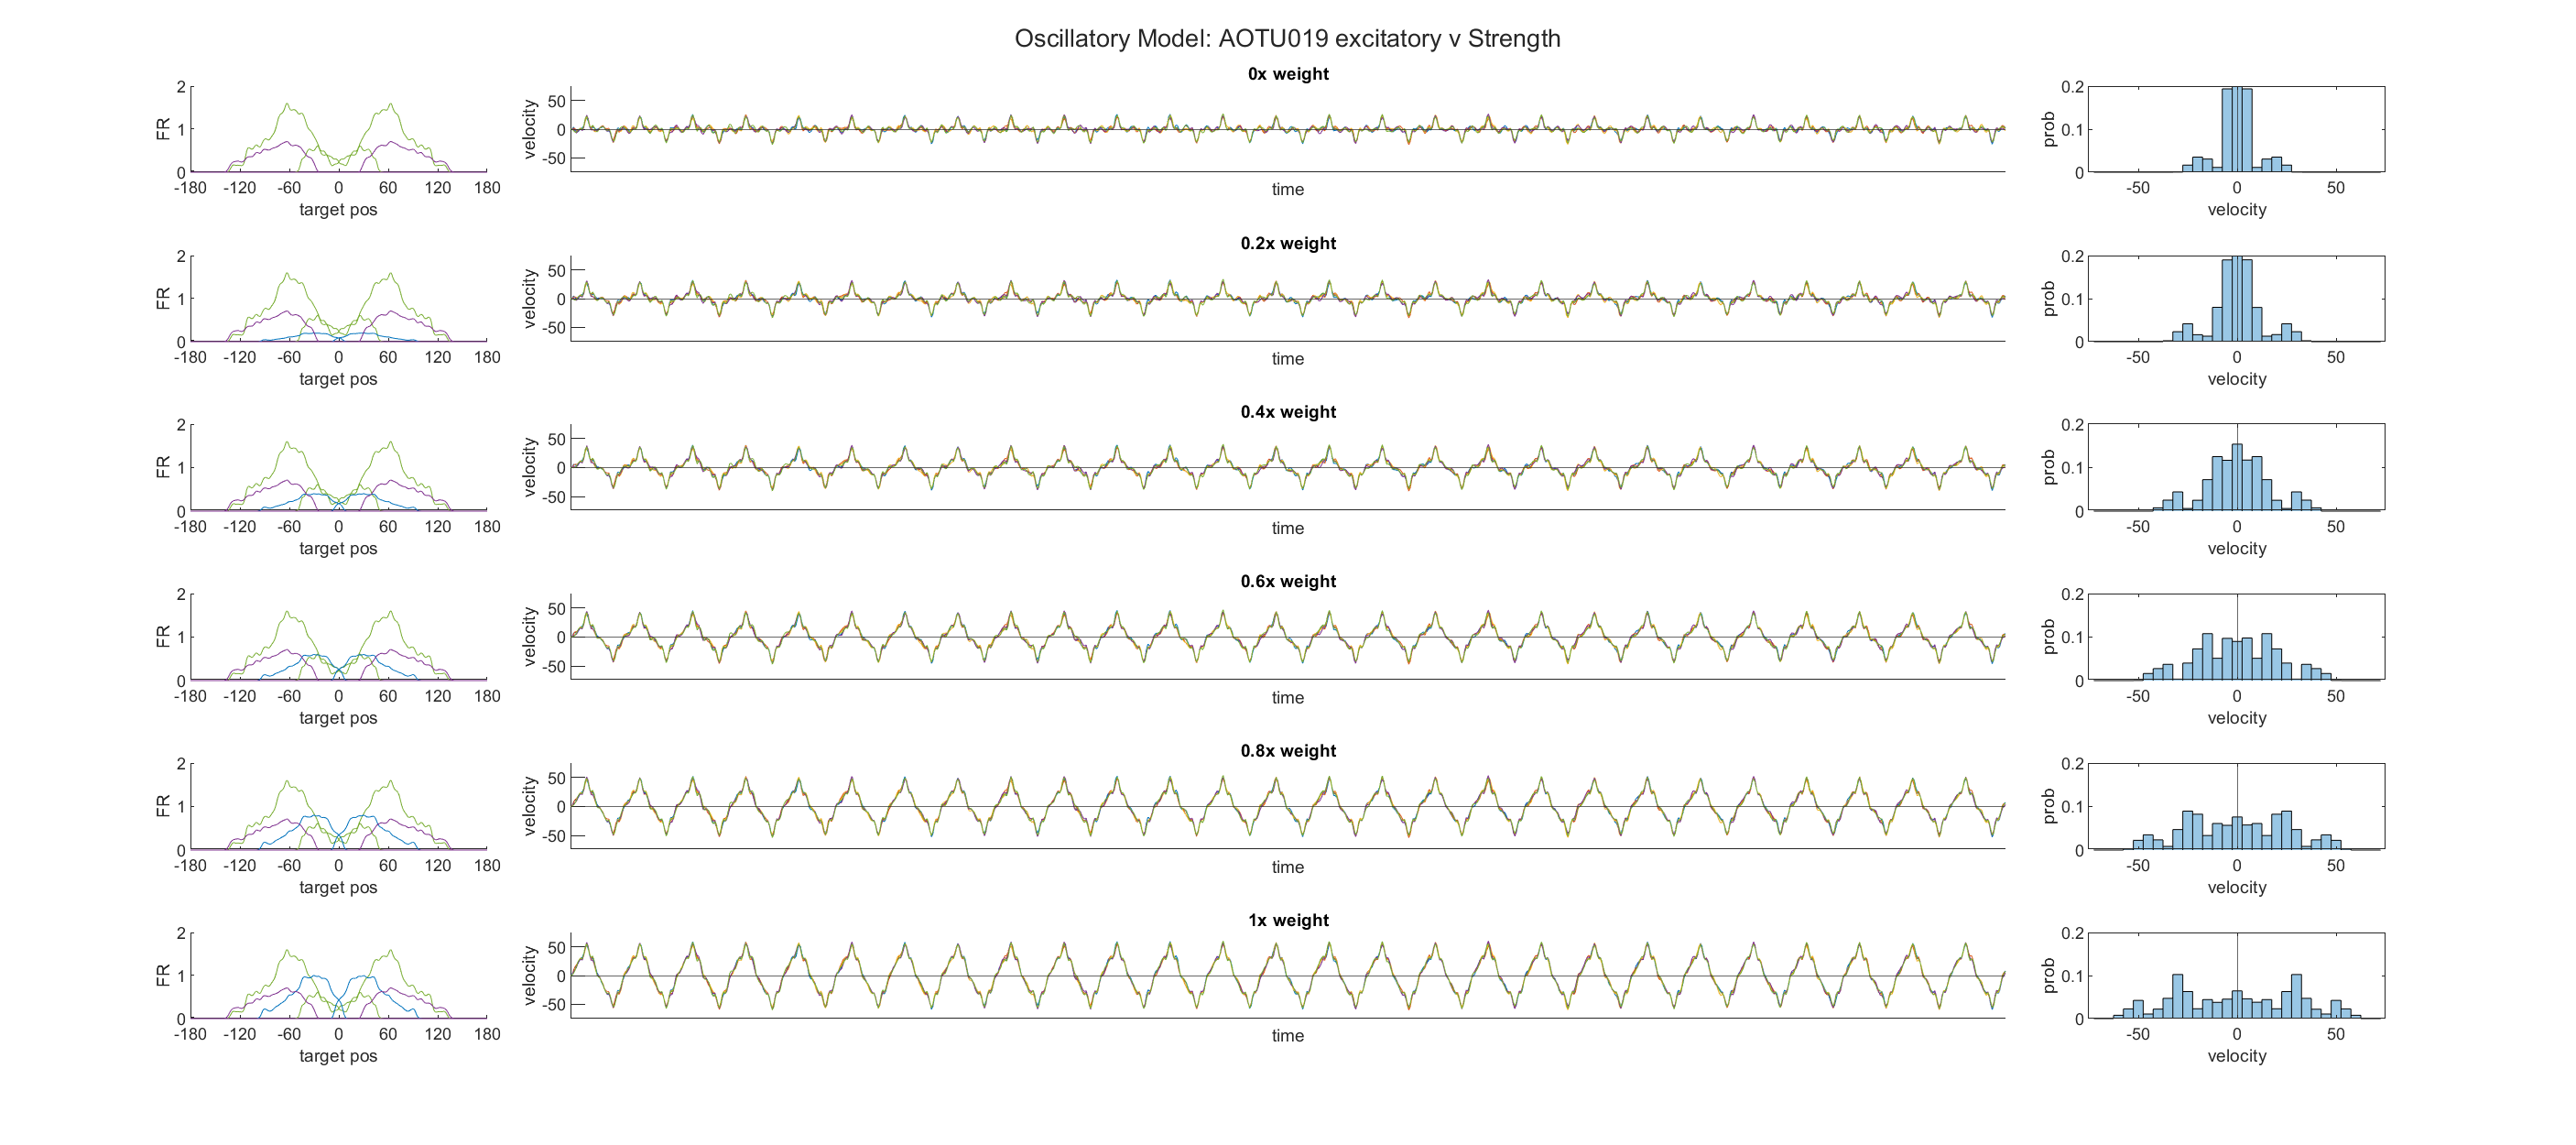 Oscillatory Model: AOTU019 excitatory v Strength
0x weight
2
1
0
FR
-180 -120 -60 0 60 120 180
target pos
50
0
-50
velocity
time
0.2
0.1
0
prob
-50 0 50
velocity
0.2x weight
2
1
0
FR
-180 -120 -60 0 60 120 180
target pos
50
0
-50
velocity
time
0.2
0.1
0
prob
-50 0 50
velocity
0.4x weight
2
1
0
FR
-180 -120 -60 0 60 120 180
target pos
50
0
-50
velocity
time
0.2
0.1
0
prob
-50 0 50
velocity
0.6x weight
2
1
0
FR
-180 -120 -60 0 60 120 180
target pos
50
0
-50
velocity
time
0.2
0.1
0
prob
-50 0 50
velocity
0.8x weight
2
1
0
FR
-180 -120 -60 0 60 120 180
target pos
50
0
-50
velocity
time
0.2
0.1
0
prob
-50 0 50
velocity
1x weight
2
1
0
FR
-180 -120 -60 0 60 120 180
target pos
50
0
-50
velocity
time
0.2
0.1
0
prob
-50 0 50
velocity